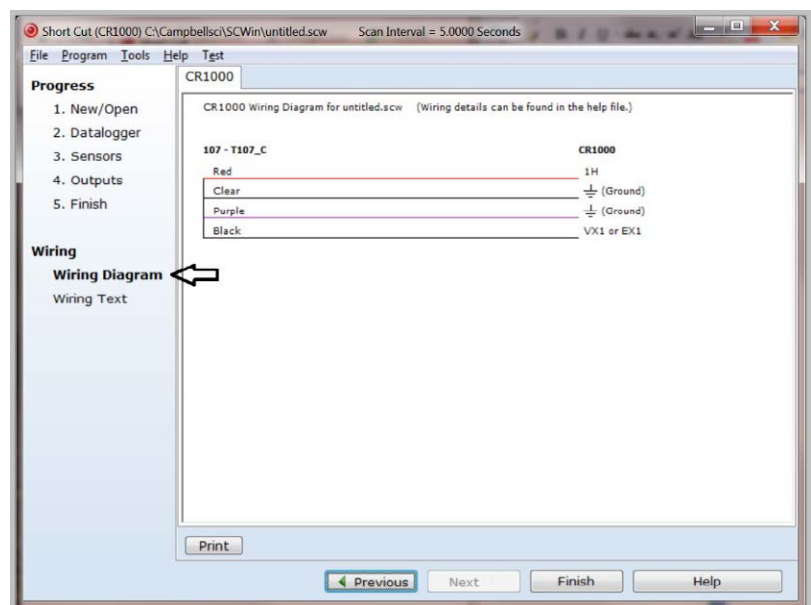 Short Cut (CR1000) C:\Campbellsci\SCWin\untitled.scw Scan Interval = 5.0000 Seconds
File Program Tools Help Test
Progress
1. New/Open
2. Datalogger
3. Sensors
4. Outputs
5. Finish
Wiring
Wiring Diagram
Wiring Text
CR1000
CR1000 Wiring Diagram for untitled.scw (Wiring details can be found in the help file.)
107 - T107_C CR1000
Red 1H
Clear ⏚ (Ground)
Purple ⏚ (Ground)
Black VX1 or EX1
Print
Previous Next Finish Help